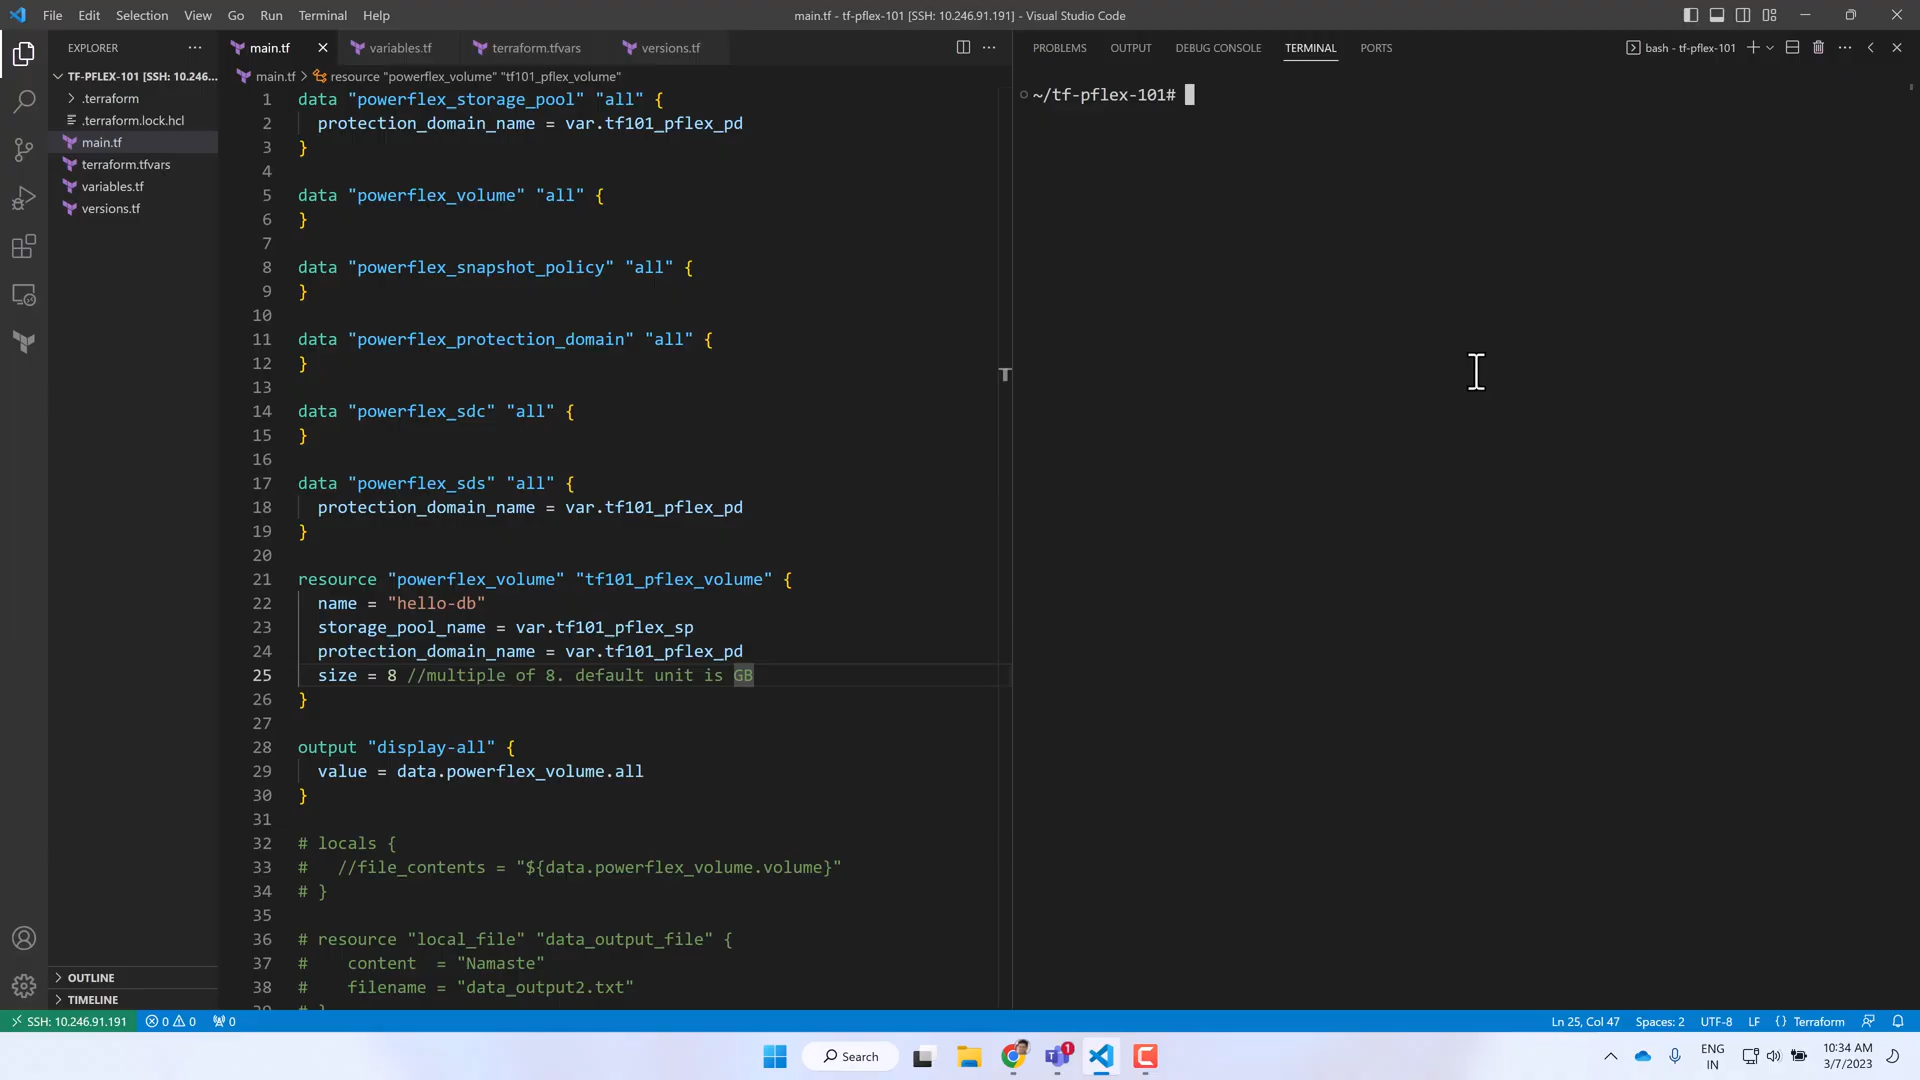 File Edit Selection View Go Run Terminal Help
main.tf - tf-pflex-101 [SSH: 10.246.91.191] - Visual Studio Code
EXPLORER
main.tf
variables.tf
terraform.tfvars
versions.tf
PROBLEMS OUTPUT DEBUG CONSOLE TERMINAL PORTS
bash - tf-pflex-101
TF-PFLEX-101 [SSH: 10.246...
.terraform
.terraform.lock.hcl
main.tf
terraform.tfvars
variables.tf
versions.tf
OUTLINE
TIMELINE
main.tf > resource "powerflex_volume" "tf101_pflex_volume"
1 data "powerflex_storage_pool" "all" {
2 protection_domain_name = var.tf101_pflex_pd
3 }
4
5 data "powerflex_volume" "all" {
6 }
7
8 data "powerflex_snapshot_policy" "all" {
9 }
10
11 data "powerflex_protection_domain" "all" {
12 }
13
14 data "powerflex_sdc" "all" {
15 }
16
17 data "powerflex_sds" "all" {
18 protection_domain_name = var.tf101_pflex_pd
19 }
20
21 resource "powerflex_volume" "tf101_pflex_volume" {
22 name = "hello-db"
23 storage_pool_name = var.tf101_pflex_sp
24 protection_domain_name = var.tf101_pflex_pd
25 size = 8 //multiple of 8. default unit is GB
26 }
27
28 output "display-all" {
29 value = data.powerflex_volume.all
30 }
31
32 # locals {
33 # //file_contents = "${data.powerflex_volume.volume}"
34 # }
35
36 # resource "local_file" "data_output_file" {
37 # content = "Namaste"
38 # filename = "data_output2.txt"
39 # }
~/tf-pflex-101#
SSH: 10.246.91.191 0 0 0
Ln 25, Col 47 Spaces: 2 UTF-8 LF {} Terraform
Search
1
ENG
IN
10:34 AM
3/7/2023